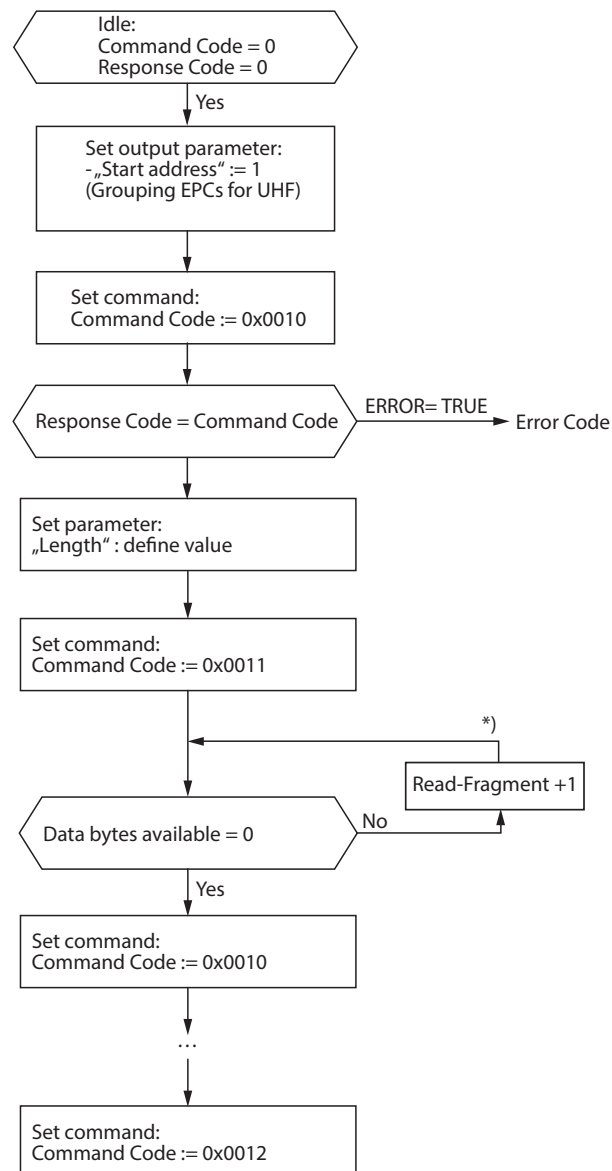 Idle:
Command Code = 0
Response Code = 0
Yes
Set output parameter:
-„Start address“ := 1
(Grouping EPCs for UHF)
Set command:
Command Code := 0x0010
Response Code = Command Code
ERROR= TRUE
Error Code
Set parameter:
„Length“ : define value
Set command:
Command Code := 0x0011
*)
Read-Fragment +1
Data bytes available = 0
No
Yes
Set command:
Command Code := 0x0010
...
Set command:
Command Code := 0x0012